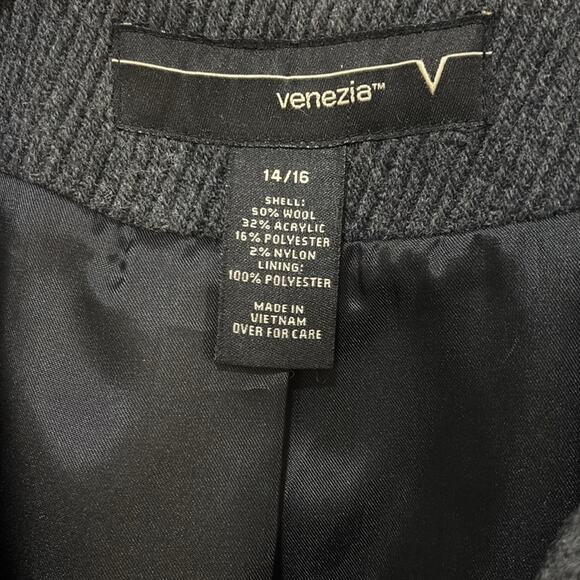 venezia™
14/16
SHELL:
50% WOOL
32% ACRYLIC
16% POLYESTER
2% NYLON
LINING:
100% POLYESTER
MADE IN
VIETNAM
OVER FOR CARE